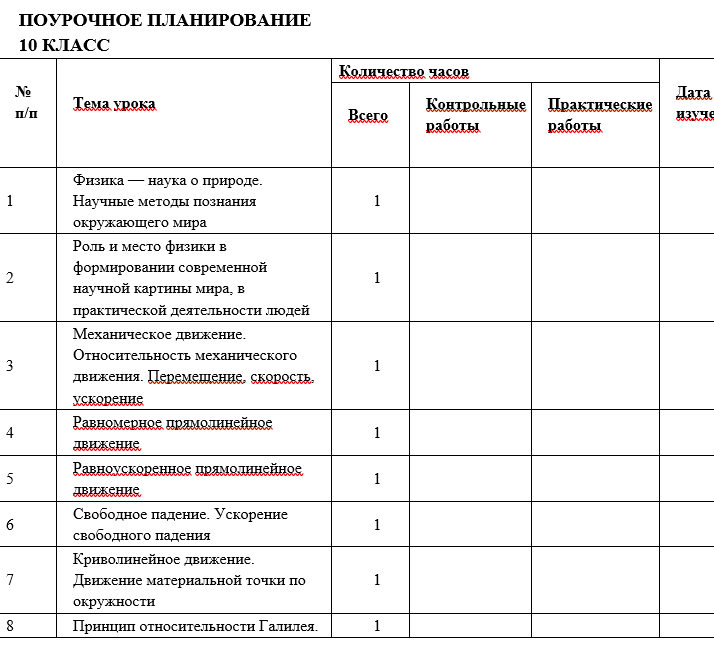 ПОУРОЧНОЕ ПЛАНИРОВАНИЕ
10 КЛАСС
№
п/п
Тема урока
Количество часов
Всего
Контрольные
работы
Практические
работы
Дата
изуче
1
Физика — наука о природе.
Научные методы познания
окружающего мира
1
2
Роль и место физики в
формировании современной
научной картины мира, в
практической деятельности людей
1
3
Механическое движение.
Относительность механического
движения. Перемещение, скорость,
ускорение
1
4
Равномерное прямолинейное
движение
1
5
Равноускоренное прямолинейное
движение
1
6
Свободное падение. Ускорение
свободного падения
1
7
Криволинейное движение.
Движение материальной точки по
окружности
1
8
Принцип относительности Галилея.
1